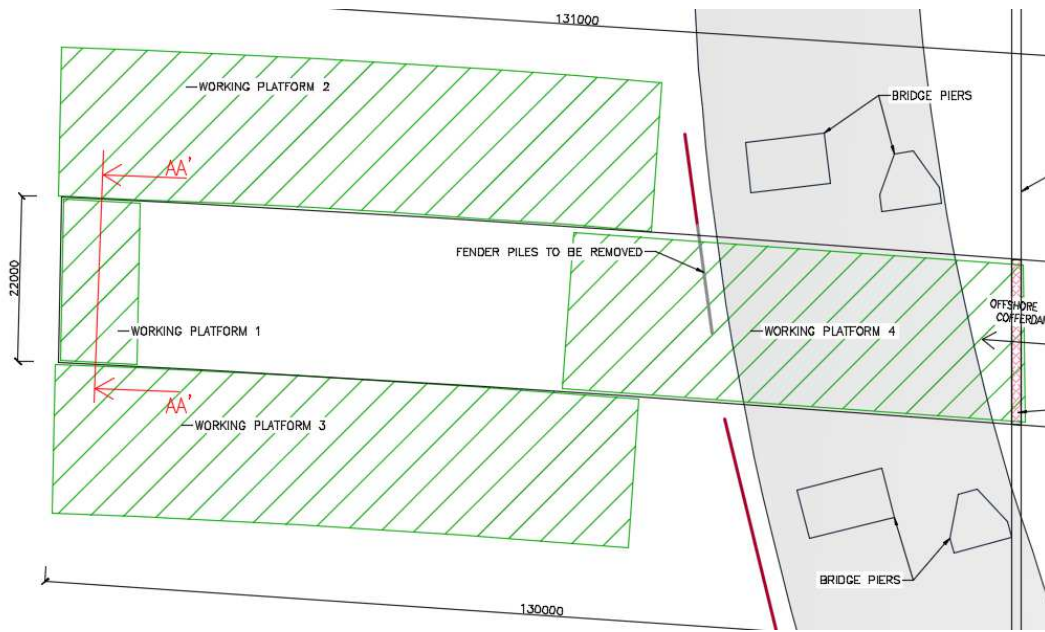 131000
WORKING PLATFORM 2
BRIDGE PIERS
AA'
FENDER PILES TO BE REMOVED
22000
OFFSHORE
WORKING PLATFORM 1
WORKING PLATFORM 4
AA'
WORKING PLATFORM 3
BRIDGE PIERS
130000